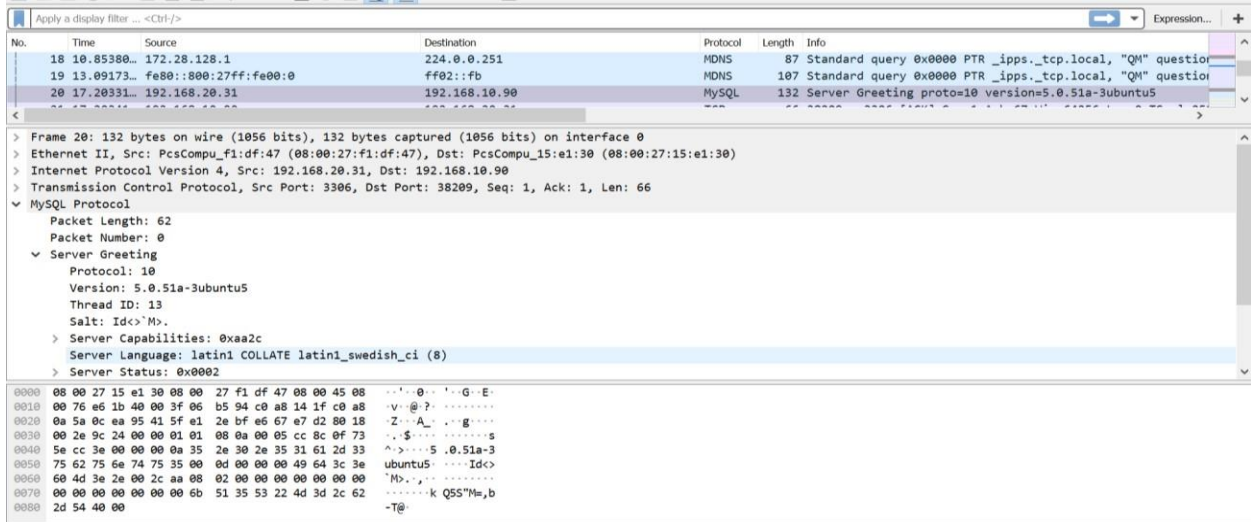 Apply a display filter ... <Ctrl-/>
Expression... +
No. Time Source Destination Protocol Length Info
18 10.85380… 172.28.128.1 224.0.0.251 MDNS 87 Standard query 0x0000 PTR _ipps._tcp.local, "QM" question
19 13.09173… fe80::800:27ff:fe00:0 ff02::fb MDNS 107 Standard query 0x0000 PTR _ipps._tcp.local, "QM" question
20 17.20331… 192.168.20.31 192.168.10.90 MySQL 132 Server Greeting proto=10 version=5.0.51a-3ubuntu5
Frame 20: 132 bytes on wire (1056 bits), 132 bytes captured (1056 bits) on interface 0
Ethernet II, Src: PcsCompu_f1:df:47 (08:00:27:f1:df:47), Dst: PcsCompu_15:e1:30 (08:00:27:15:e1:30)
Internet Protocol Version 4, Src: 192.168.20.31, Dst: 192.168.10.90
Transmission Control Protocol, Src Port: 3306, Dst Port: 38209, Seq: 1, Ack: 1, Len: 66
MySQL Protocol
Packet Length: 62
Packet Number: 0
Server Greeting
Protocol: 10
Version: 5.0.51a-3ubuntu5
Thread ID: 13
Salt: Id<>`M>.
Server Capabilities: 0xaa2c
Server Language: latin1 COLLATE latin1_swedish_ci (8)
Server Status: 0x0002
0000 08 00 27 15 e1 30 08 00 27 f1 df 47 08 00 45 08 ··'··0·· '··G··E·
0010 00 76 e6 1b 40 00 3f 06 b5 94 c0 a8 14 1f c0 a8 ·v··@·?· ········
0020 0a 5a 0c ea 95 41 5f e1 2e bf e6 67 e7 d2 80 18 ·Z···A_· .··g····
0030 00 2e 9c 24 00 00 01 01 08 0a 00 05 cc 8c 0f 73 ·.·$···· ·······s
0040 5e cc 3e 00 00 00 0a 35 2e 30 2e 35 31 61 2d 33 ^·>····5 .0.51a-3
0050 75 62 75 6e 74 75 35 00 0d 00 00 00 49 64 3c 3e ubuntu5· ····Id<>
0060 60 4d 3e 2e 00 2c aa 08 02 00 00 00 00 00 00 00 `M>.·,·· ········
0070 00 00 00 00 00 00 6b 51 35 53 22 4d 3d 2c 62 ·······k Q5S"M=,b
0080 2d 54 40 00 -T@·